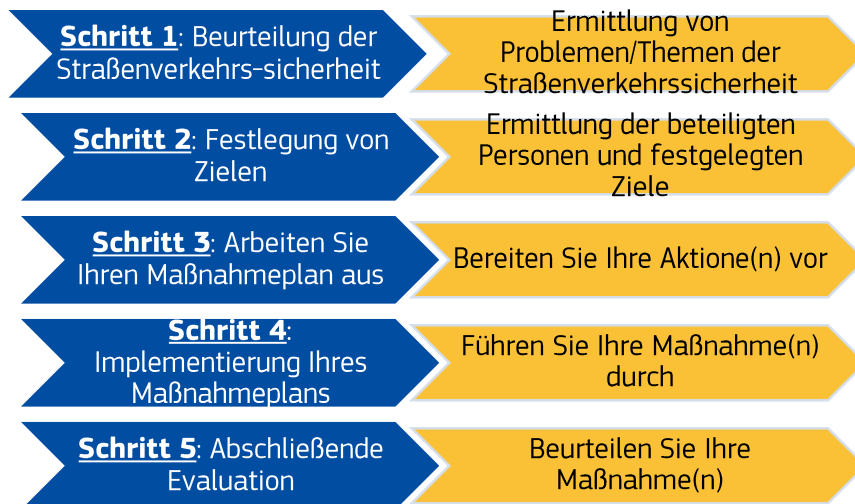 Schritt 1: Beurteilung der
Straßenverkehrs-sicherheit
Ermittlung von
Problemen/Themen der
Straßenverkehrssicherheit
Schritt 2: Festlegung von
Zielen
Ermittlung der beteiligten
Personen und festgelegten
Ziele
Schritt 3: Arbeiten Sie
Ihren Maßnahmeplan aus
Bereiten Sie Ihre Aktione(n) vor
Schritt 4:
Implementierung Ihres
Maßnahmeplans
Führen Sie Ihre Maßnahme(n)
durch
Schritt 5: Abschließende
Evaluation
Beurteilen Sie Ihre
Maßnahme(n)